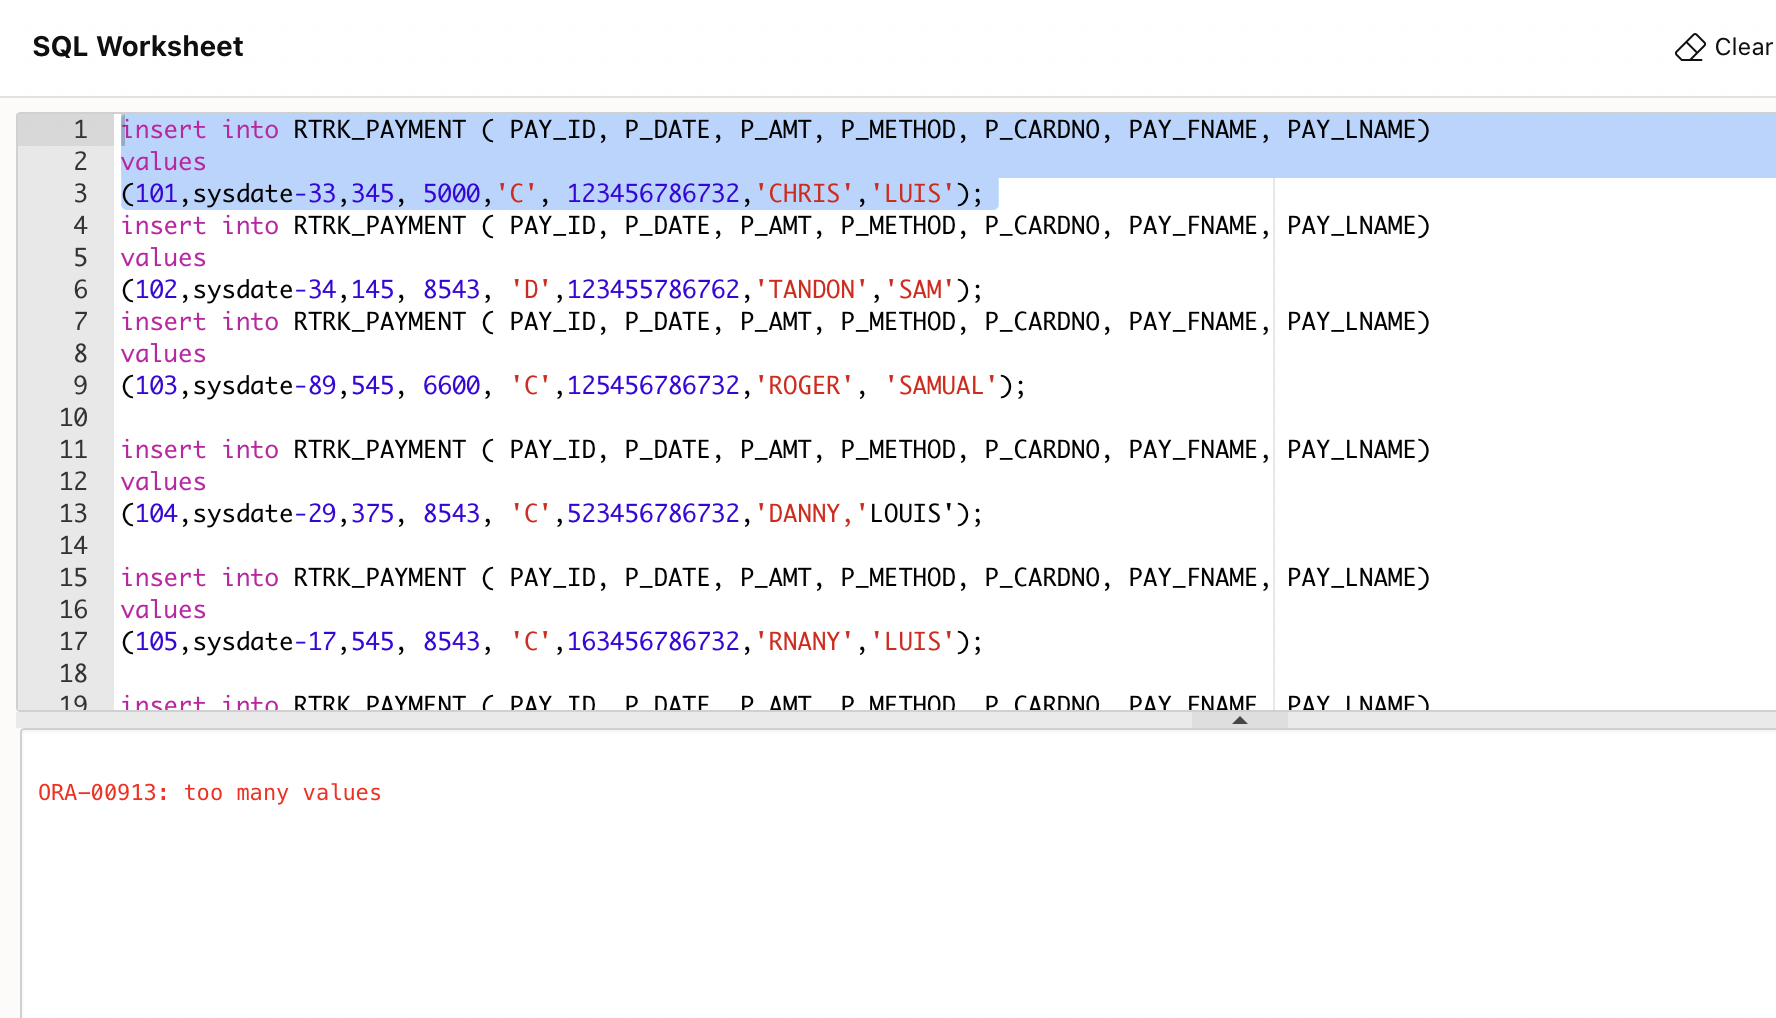 SQL Worksheet
Clear
1 insert into RTRK_PAYMENT ( PAY_ID, P_DATE, P_AMT, P_METHOD, P_CARDNO, PAY_FNAME, PAY_LNAME)
2 values
3 (101,sysdate-33,345, 5000,'C', 123456786732,'CHRIS','LUIS');
4 insert into RTRK_PAYMENT ( PAY_ID, P_DATE, P_AMT, P_METHOD, P_CARDNO, PAY_FNAME, PAY_LNAME)
5 values
6 (102,sysdate-34,145, 8543, 'D',123455786762,'TANDON','SAM');
7 insert into RTRK_PAYMENT ( PAY_ID, P_DATE, P_AMT, P_METHOD, P_CARDNO, PAY_FNAME, PAY_LNAME)
8 values
9 (103,sysdate-89,545, 6600, 'C',125456786732,'ROGER', 'SAMUAL');
10
11 insert into RTRK_PAYMENT ( PAY_ID, P_DATE, P_AMT, P_METHOD, P_CARDNO, PAY_FNAME, PAY_LNAME)
12 values
13 (104,sysdate-29,375, 8543, 'C',523456786732,'DANNY,'LOUIS');
14
15 insert into RTRK_PAYMENT ( PAY_ID, P_DATE, P_AMT, P_METHOD, P_CARDNO, PAY_FNAME, PAY_LNAME)
16 values
17 (105,sysdate-17,545, 8543, 'C',163456786732,'RNANY','LUIS');
18
19 insert into RTRK_PAYMENT ( PAY_ID, P_DATE, P_AMT, P_METHOD, P_CARDNO, PAY_FNAME, PAY_LNAME)
ORA-00913: too many values